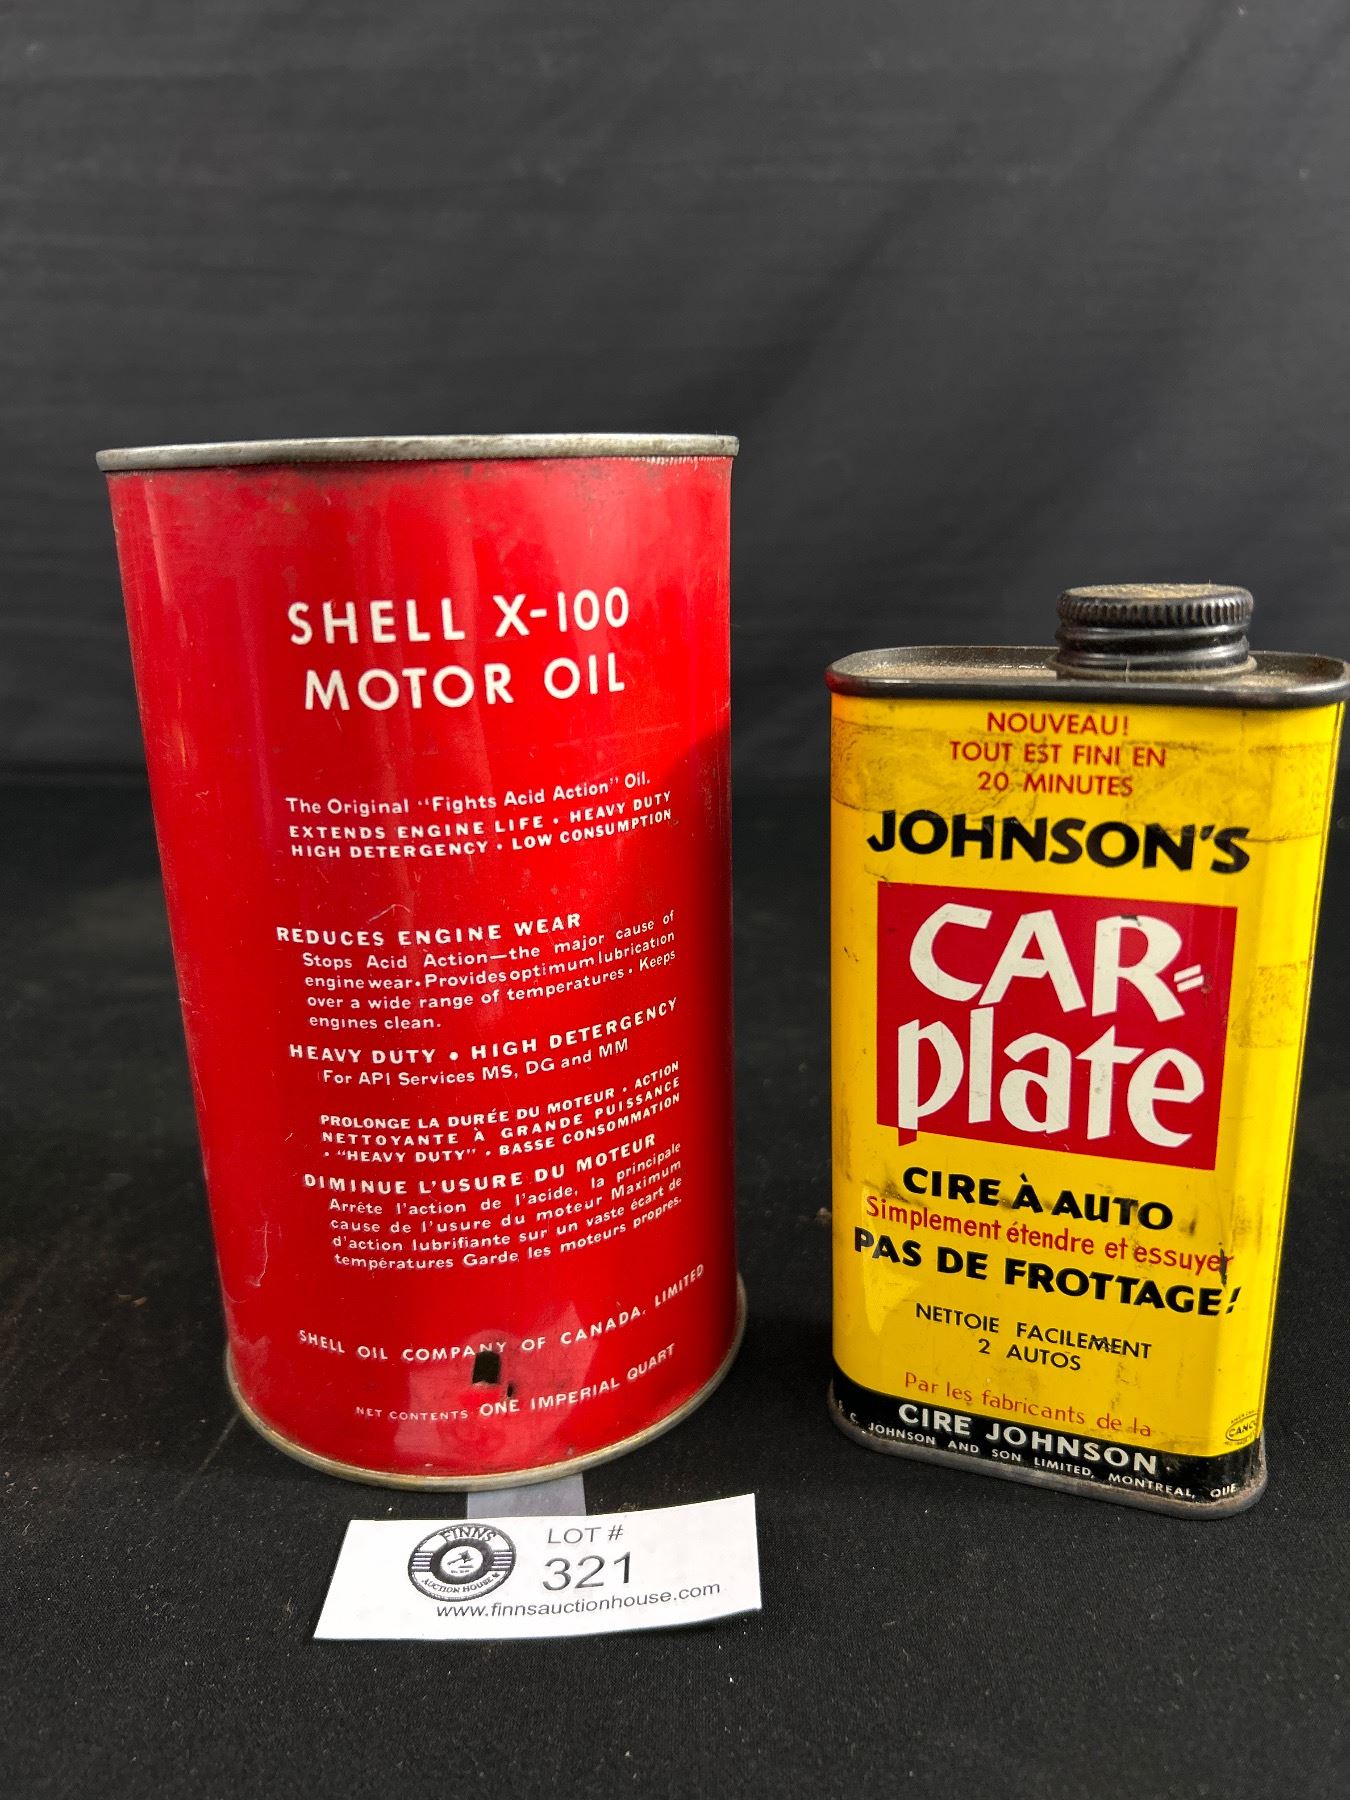 SHELL X-100
MOTOR OIL
The Original "Fights Acid Action" Oil.
EXTENDS ENGINE LIFE • HEAVY DUTY
HIGH DETERGENCY • LOW CONSUMPTION
REDUCES ENGINE WEAR
Stops Acid Action—the major cause of
engine wear • Provides optimum lubrication
over a wide range of temperatures • Keeps
engines clean.
HEAVY DUTY • HIGH DETERGENCY
For API Services MS, DG and MM
PROLONGE LA DURÉE DU MOTEUR • ACTION
NETTOYANTE À GRANDE PUISSANCE
• "HEAVY DUTY" • BASSE CONSOMMATION
DIMINUE L'USURE DU MOTEUR
Arrête l'action de l'acide, la principale
cause de l'usure du moteur Maximum
d'action lubrifiante sur un vaste écart de
températures Garde les moteurs propres.
SHELL OIL COMPANY OF CANADA, LIMITED
NET CONTENTS ONE IMPERIAL QUART
NOUVEAU!
TOUT EST FINI EN
20 MINUTES
JOHNSON'S
CAR-
plate
CIRE À AUTO
Simplement étendre et essuyer
PAS DE FROTTAGE!
NETTOIE FACILEMENT
2 AUTOS
Par les fabricants de la
CIRE JOHNSON
C. JOHNSON AND SON LIMITED, MONTREAL, QUE.
CANCO
FINNS
AUCTION HOUSE
LOT #
321
www.finnsauctionhouse.com